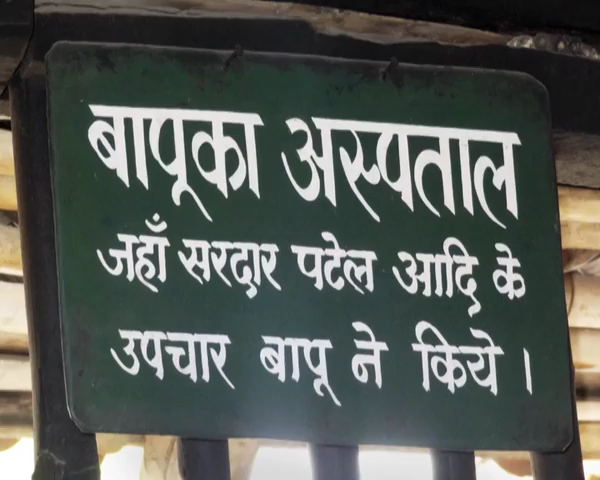 बापूका अस्पताल
जहाँ सरदार पटेल आदि के
उपचार बापू ने किये ।